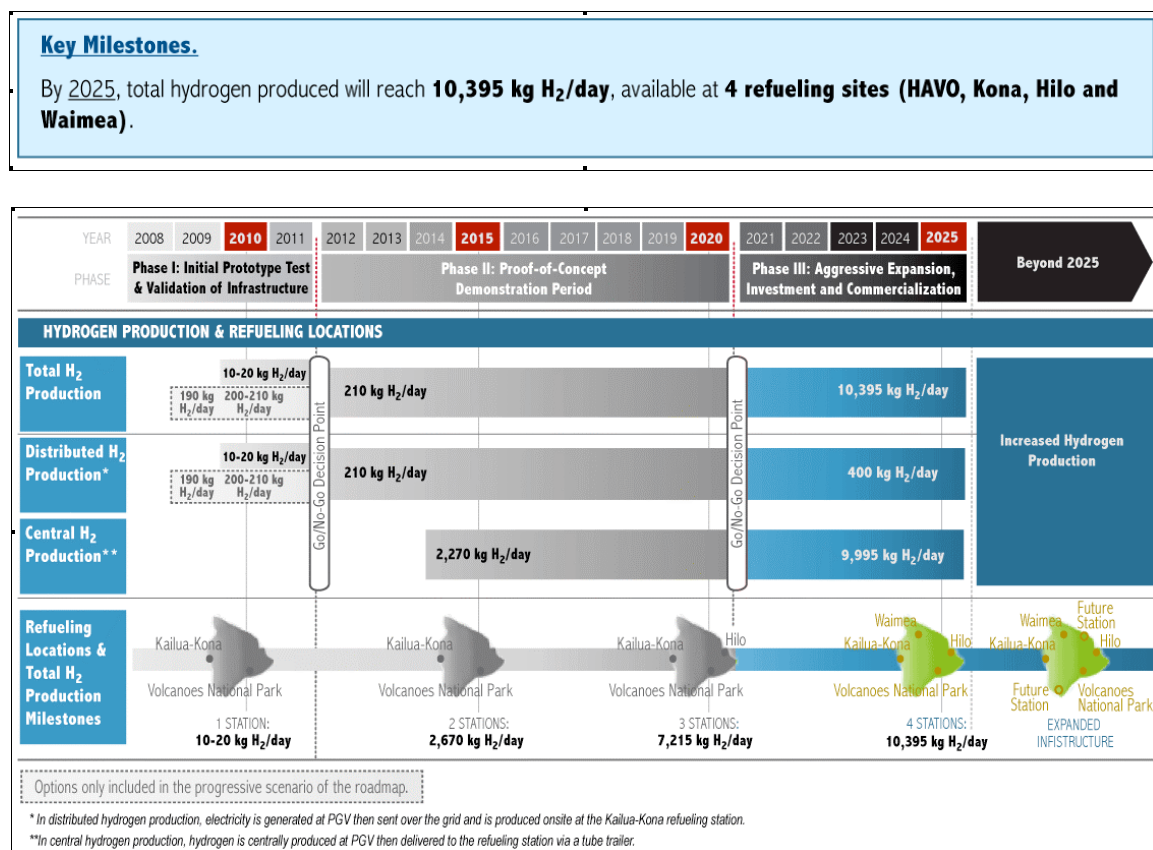 Key Milestones.
By 2025, total hydrogen produced will reach 10,395 kg H₂/day, available at 4 refueling sites (HAVO, Kona, Hilo and
Waimea).
YEAR 2008 2009 2010 2011 2012 2013 2014 2015 2016 2017 2018 2019 2020 2021 2022 2023 2024 2025
Beyond 2025
PHASE
Phase I: Initial Prototype Test
& Validation of Infrastructure
Phase II: Proof-of-Concept
Demonstration Period
Phase III: Aggressive Expansion,
Investment and Commercialization
HYDROGEN PRODUCTION & REFUELING LOCATIONS
Total H₂
Production
10-20 kg H₂/day
190 kg
H₂/day
200-210 kg
H₂/day
210 kg H₂/day
10,395 kg H₂/day
Distributed H₂
Production*
10-20 kg H₂/day
190 kg
H₂/day
200-210 kg
H₂/day
210 kg H₂/day
400 kg H₂/day
Central H₂
Production**
2,270 kg H₂/day
9,995 kg H₂/day
Go/No-Go Decision Point
Go/No-Go Decision Point
Increased Hydrogen
Production
Refueling
Locations &
Total H₂
Production
Milestones
Kailua-Kona
Volcanoes National Park
1 STATION:
10-20 kg H₂/day
Kailua-Kona
Volcanoes National Park
2 STATIONS:
2,670 kg H₂/day
Kailua-Kona
Hilo
Volcanoes National Park
3 STATIONS:
7,215 kg H₂/day
Waimea
Kailua-Kona
Hilo
Volcanoes National Park
4 STATIONS:
10,395 kg H₂/day
Waimea
Future
Station
Kailua-Kona
Hilo
Future
Station
Volcanoes
National Park
EXPANDED
INFISTRUCTURE
Options only included in the progressive scenario of the roadmap.
* In distributed hydrogen production, electricity is generated at PGV then sent over the grid and is produced onsite at the Kailua-Kona refueling station.
**In central hydrogen production, hydrogen is centrally produced at PGV then delivered to the refueling station via a tube trailer.